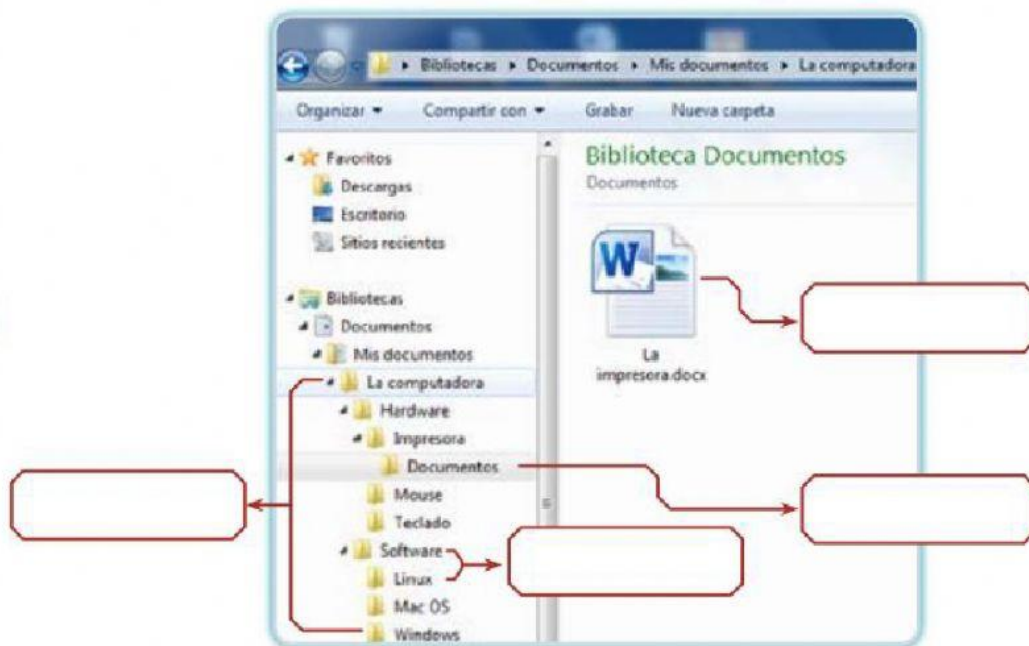 ▸ Bibliotecas ▸ Documentos ▸ Mis documentos ▸ La computadora
Organizar Compartir con Grabar Nueva carpeta
Favoritos
Descargas
Escritorio
Sitios recientes
Bibliotecas
Documentos
Mis documentos
La computadora
Hardware
Impresora
Documentos
Mouse
Teclado
Software
Linux
Mac OS
Windows
Biblioteca Documentos
Documentos
W
La
impresora.docx